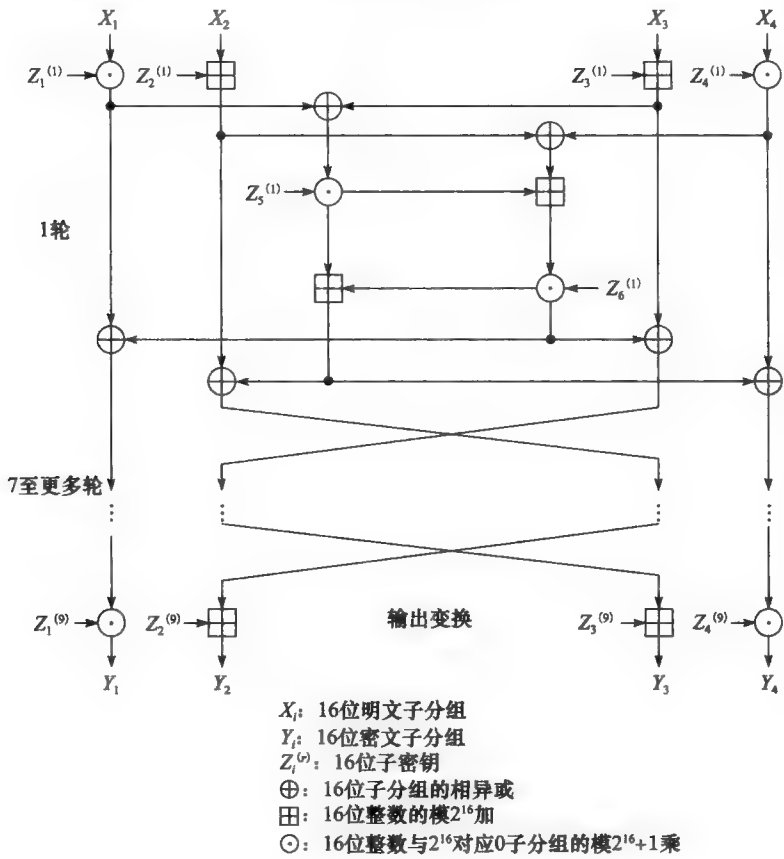 X₁ X₂ X₃ X₄
Z₁⁽¹⁾ Z₂⁽¹⁾ Z₃⁽¹⁾ Z₄⁽¹⁾
Z₅⁽¹⁾
1轮
Z₆⁽¹⁾
7至更多轮
Z₁⁽⁹⁾ Z₂⁽⁹⁾ 输出变换 Z₃⁽⁹⁾ Z₄⁽⁹⁾
Y₁ Y₂ Y₃ Y₄
Xᵢ：16位明文子分组
Yᵢ：16位密文子分组
Zᵢ⁽ʳ⁾：16位子密钥
⊕：16位子分组的相异或
⊞：16位整数的模2¹⁶加
⊙：16位整数与2¹⁶对应0子分组的模2¹⁶+1乘